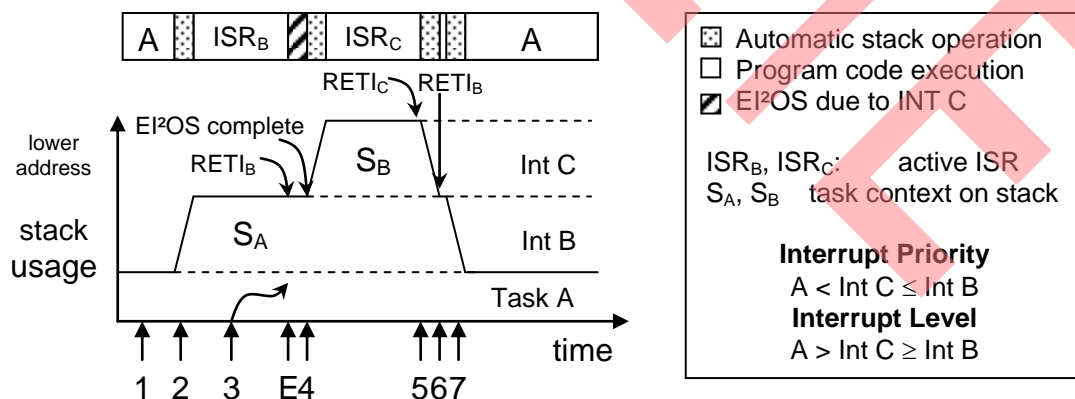 A ISR_B ISR_C A
RETI_C RETI_B
EI²OS complete
lower
address
RETI_B
S_B
Int C
stack
usage
S_A
Int B
Task A
time
1 2 3 E4 567
Automatic stack operation
Program code execution
EI²OS due to INT C
ISR_B, ISR_C: active ISR
S_A, S_B task context on stack
Interrupt Priority
A < Int C ≤ Int B
Interrupt Level
A > Int C ≥ Int B